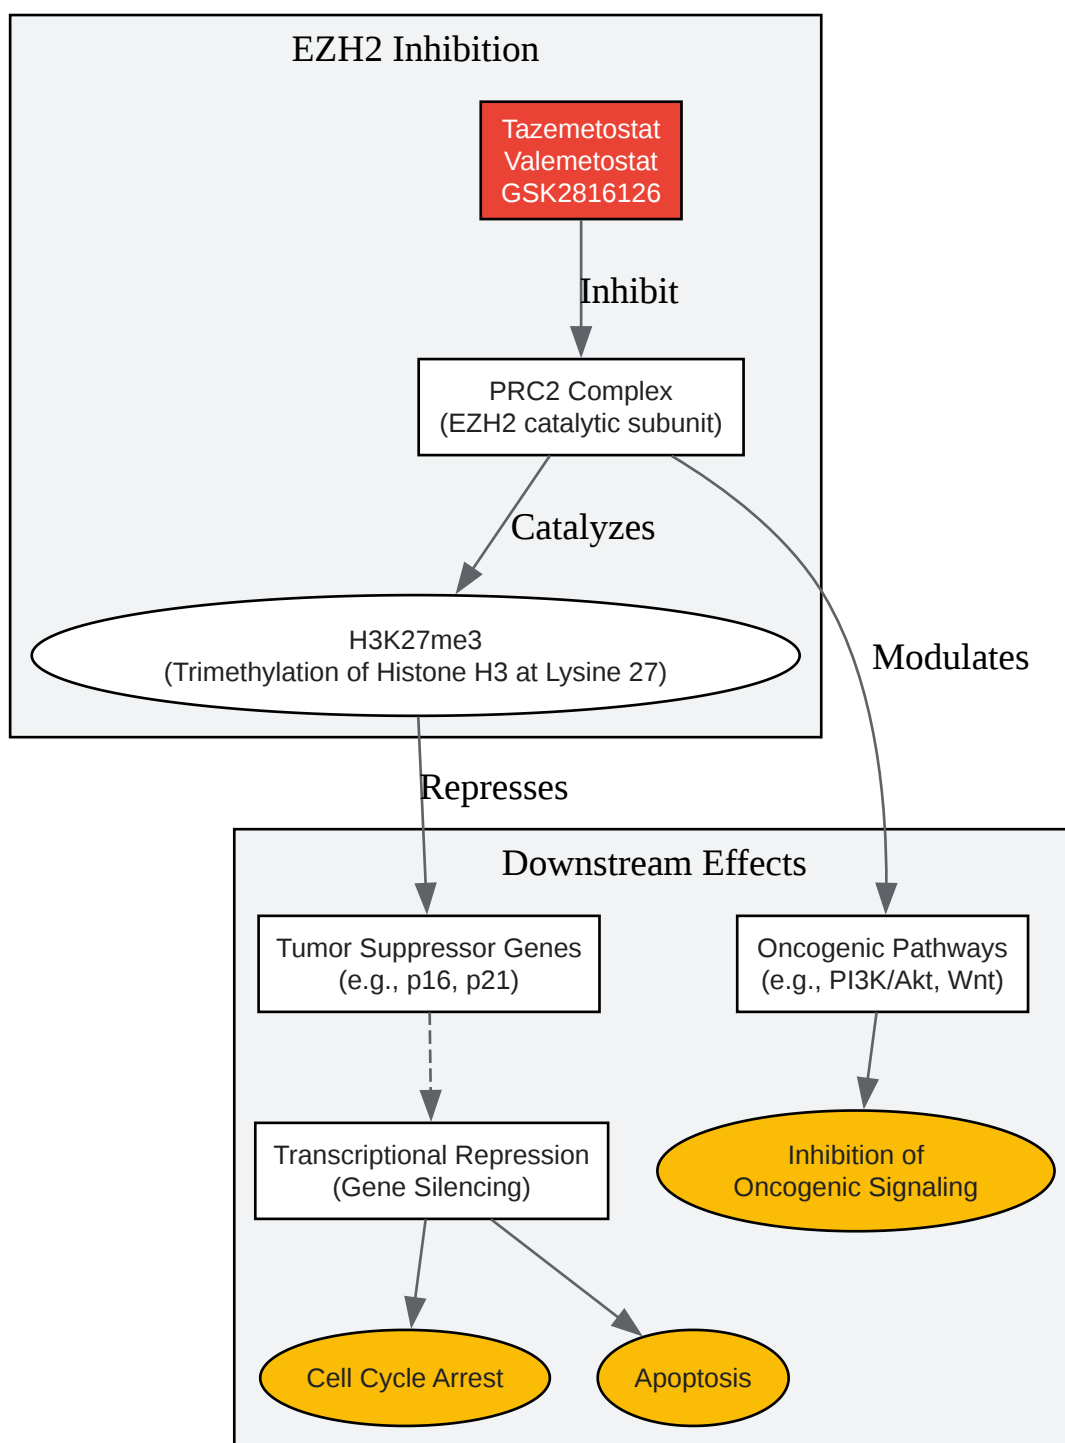 EZH2 Inhibition
Tazemetostat
Valemetostat
GSK2816126
Inhibit
PRC2 Complex
(EZH2 catalytic subunit)
Catalyzes
H3K27me3
(Trimethylation of Histone H3 at Lysine 27)
Modulates
Represses
Downstream Effects
Tumor Suppressor Genes
(e.g., p16, p21)
Oncogenic Pathways
(e.g., PI3K/Akt, Wnt)
Transcriptional Repression
(Gene Silencing)
Inhibition of
Oncogenic Signaling
Cell Cycle Arrest
Apoptosis